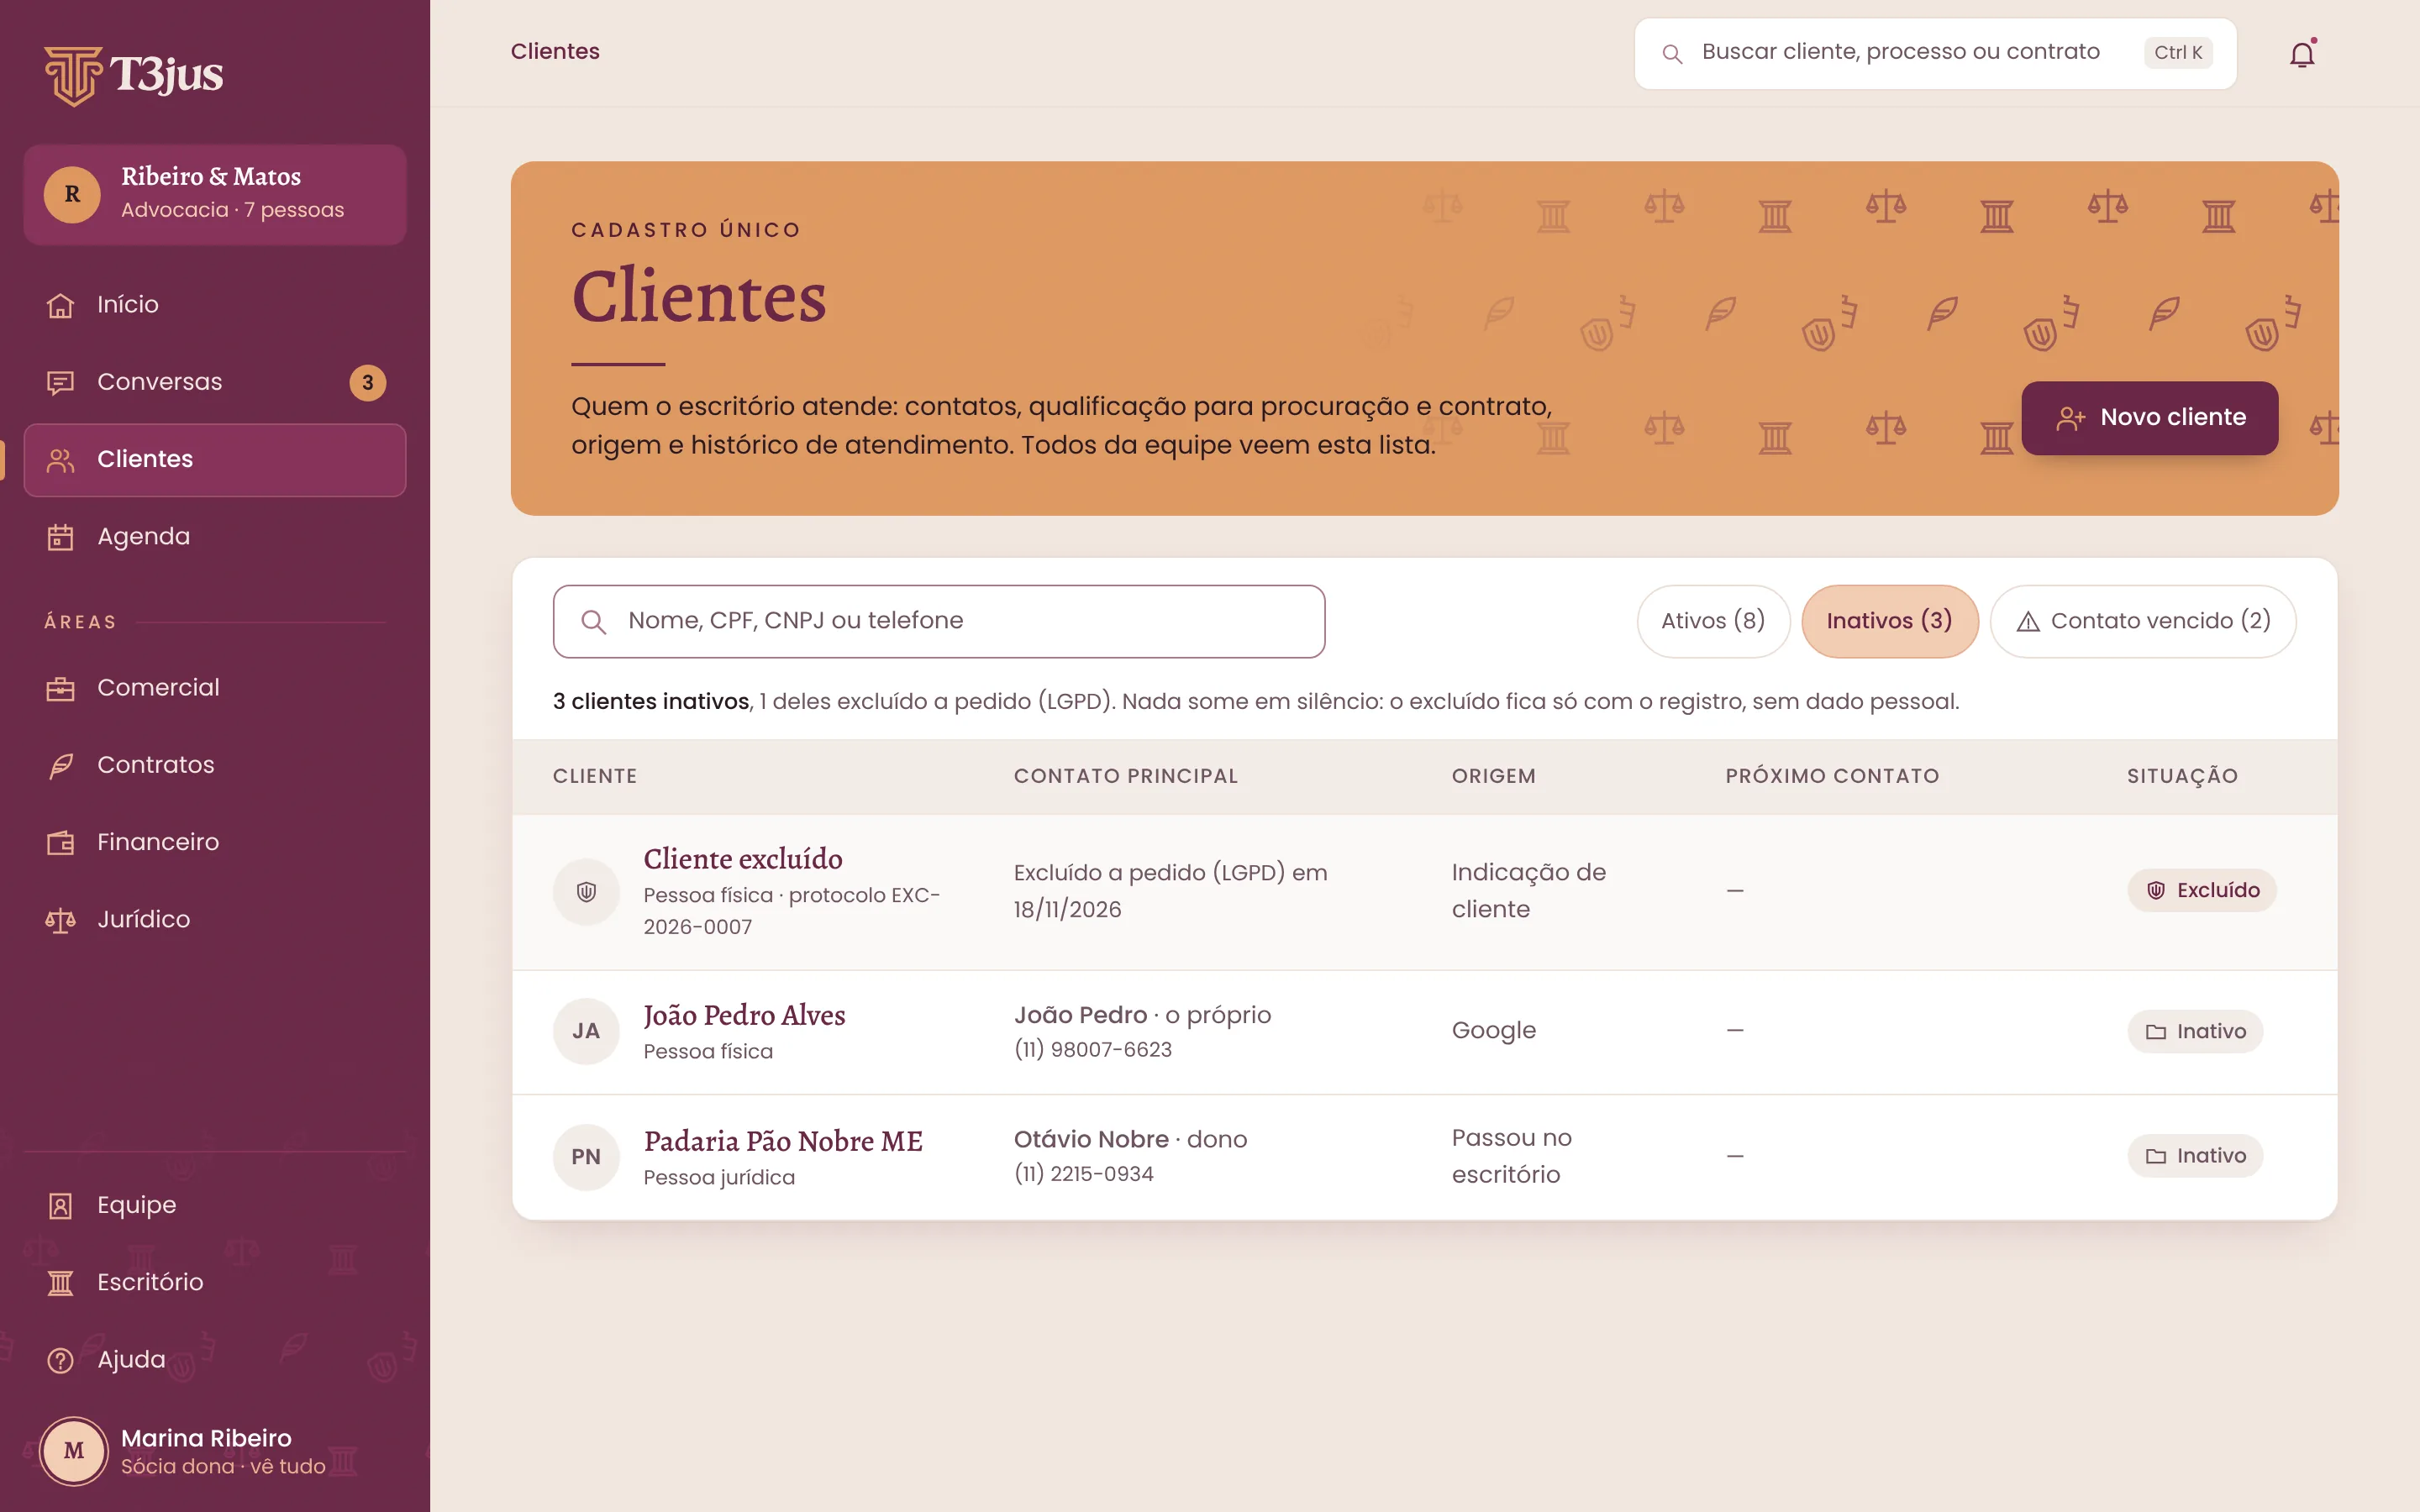 T3jus
R
Ribeiro & Matos
Advocacia · 7 pessoas
Início
Conversas
3
Clientes
Agenda
ÁREAS
Comercial
Contratos
Financeiro
Jurídico
Equipe
Escritório
Ajuda
M
Marina Ribeiro
Sócia dona · vê tudo
Clientes
Buscar cliente, processo ou contrato
Ctrl K
CADASTRO ÚNICO
Clientes
Quem o escritório atende: contatos, qualificação para procuração e contrato,
origem e histórico de atendimento. Todos da equipe veem esta lista.
Novo cliente
Nome, CPF, CNPJ ou telefone
Ativos (8)
Inativos (3)
Contato vencido (2)
3 clientes inativos, 1 deles excluído a pedido (LGPD). Nada some em silêncio: o excluído fica só com o registro, sem dado pessoal.
CLIENTE
CONTATO PRINCIPAL
ORIGEM
PRÓXIMO CONTATO
SITUAÇÃO
Cliente excluído
Pessoa física · protocolo EXC-
2026-0007
Excluído a pedido (LGPD) em
18/11/2026
Indicação de
cliente
—
Excluído
JA
João Pedro Alves
Pessoa física
João Pedro · o próprio
(11) 98007-6623
Google
—
Inativo
PN
Padaria Pão Nobre ME
Pessoa jurídica
Otávio Nobre · dono
(11) 2215-0934
Passou no
escritório
—
Inativo